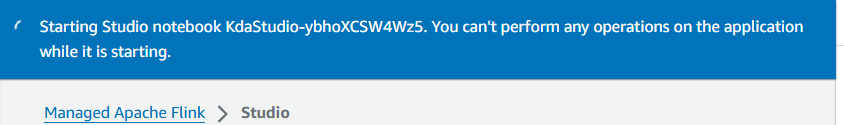 Starting Studio notebook KdaStudio-ybhoXCSW4Wz5. You can't perform any operations on the application
while it is starting.
Managed Apache Flink > Studio